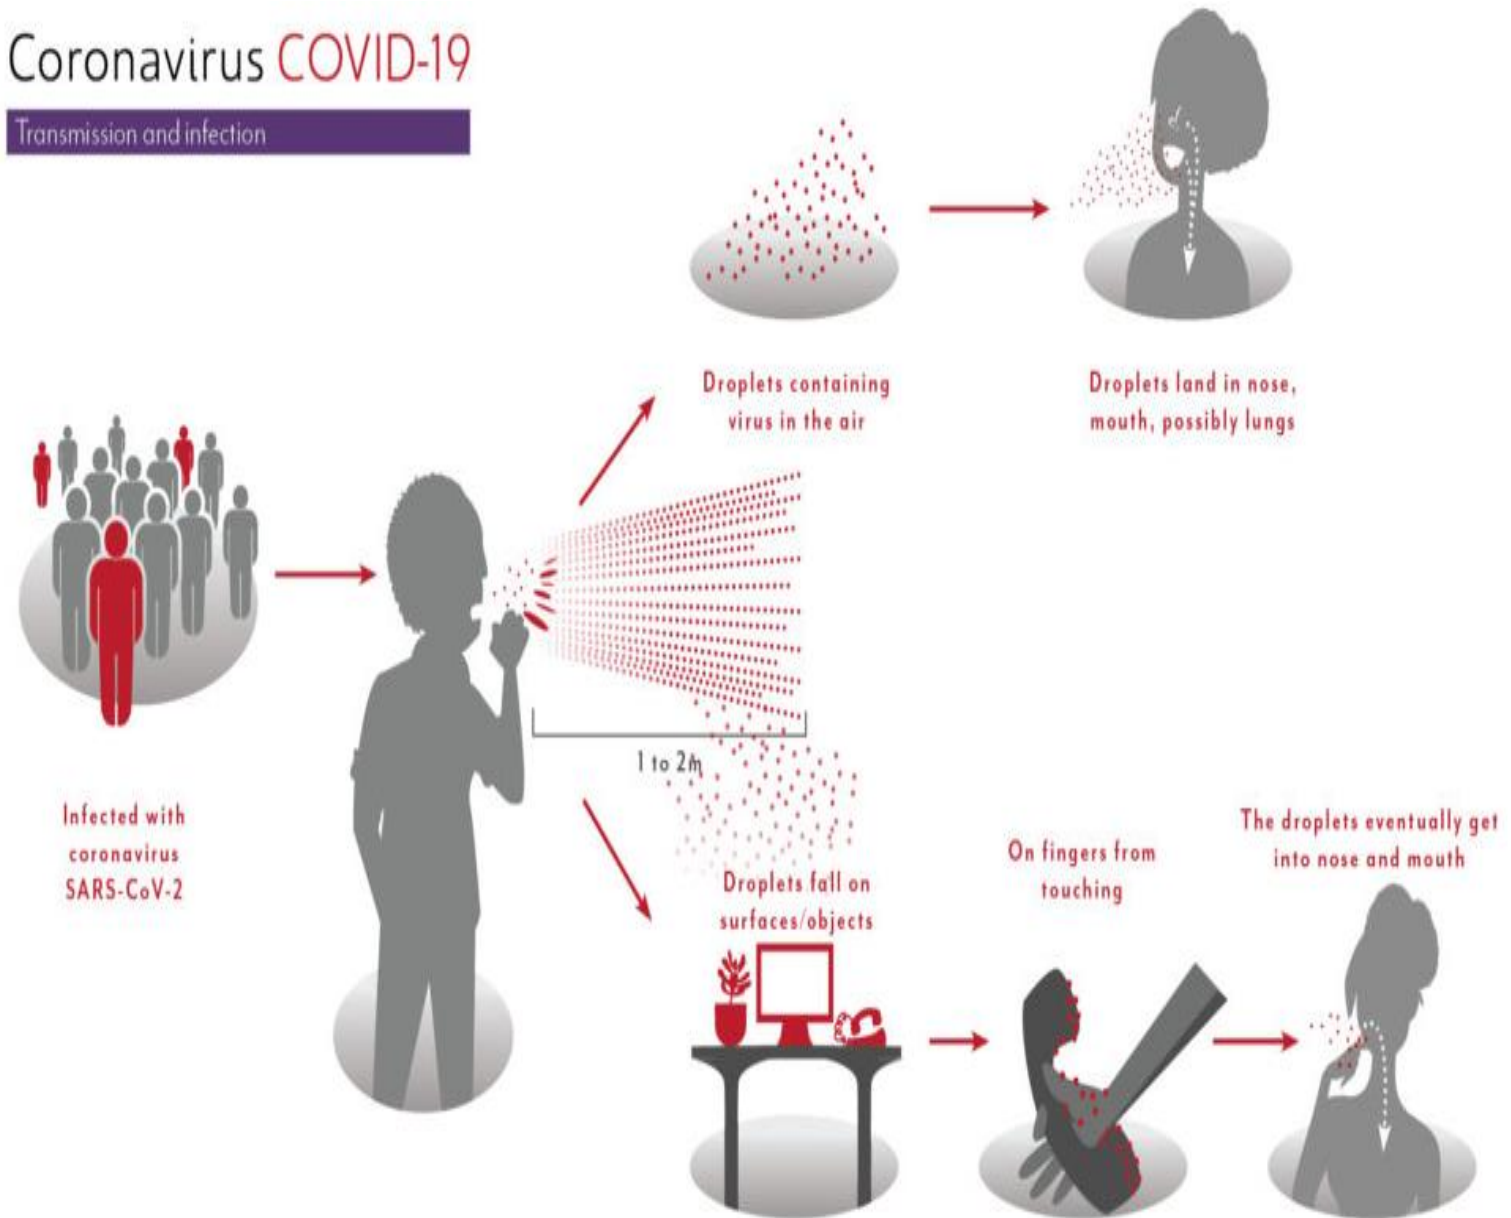 Coronavirus COVID-19
Transmission and infection
Droplets containing
virus in the air
Droplets land in nose,
mouth, possibly lungs
Infected with
coronavirus
SARS-CoV-2
1 to 2m
Droplets fall on
surfaces/objects
On fingers from
touching
The droplets eventually get
into nose and mouth